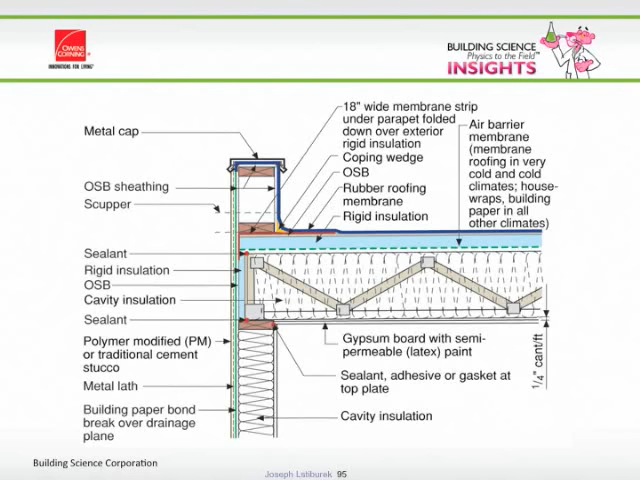 OWENS
CORNING
INNOVATIONS FOR LIVING
BUILDING SCIENCE
Physics to the Field™
INSIGHTS
Metal cap
OSB sheathing
Scupper
Sealant
Rigid insulation
OSB
Cavity insulation
Sealant
Polymer modified (PM)
or traditional cement
stucco
Metal lath
Building paper bond
break over drainage
plane
18" wide membrane strip
under parapet folded
down over exterior
rigid insulation
Coping wedge
OSB
Rubber roofing
membrane
Rigid insulation
Air barrier
membrane
(membrane
roofing in very
cold and cold
climates; house-
wraps, building
paper in all
other climates)
Gypsum board with semi-
permeable (latex) paint
Sealant, adhesive or gasket at
top plate
Cavity insulation
1/4" cant/ft
Building Science Corporation
Joseph Lstiburek 95